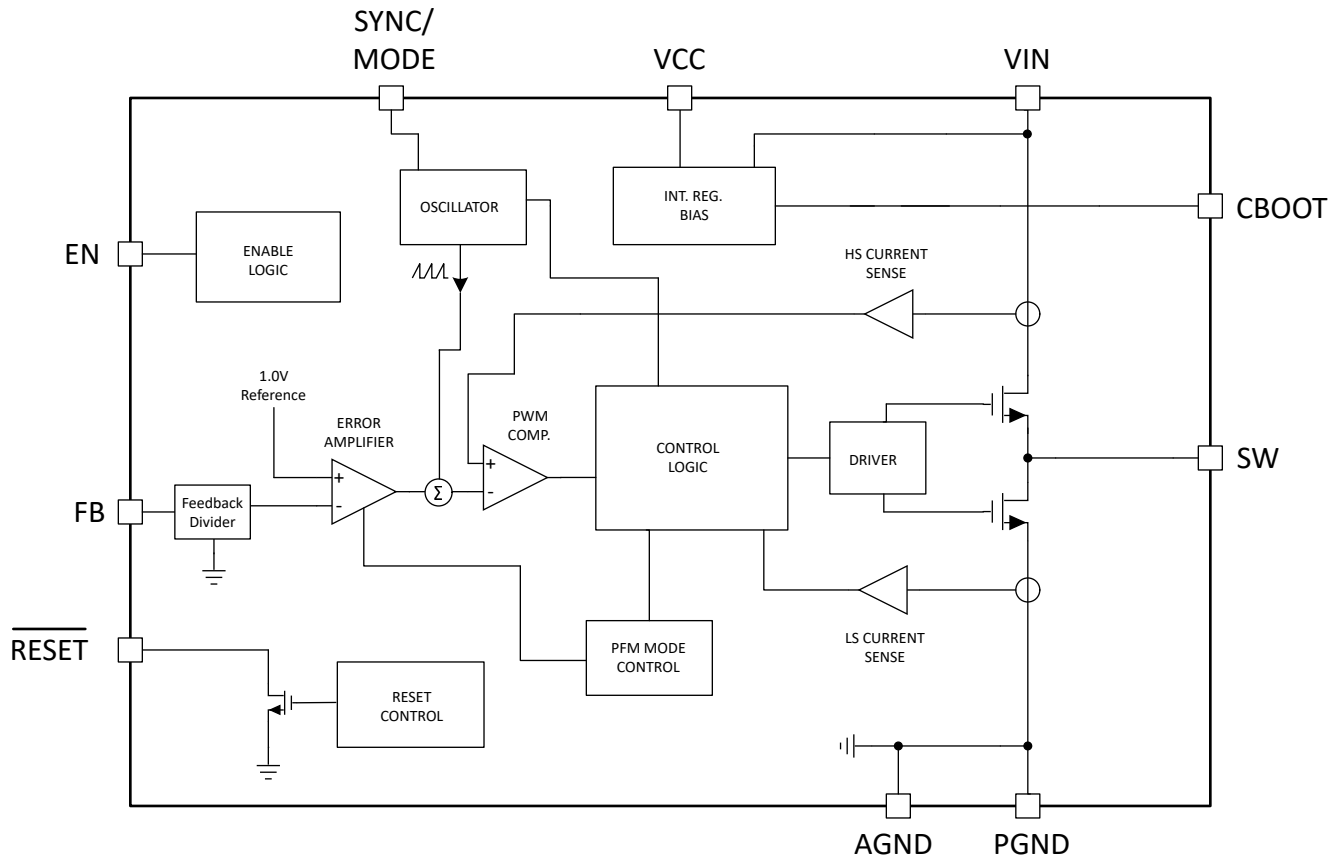 SYNC/
MODE
VCC
VIN
OSCILLATOR
INT. REG.
BIAS
CBOOT
EN
ENABLE
LOGIC
HS CURRENT
SENSE
1.0V
Reference
ERROR
AMPLIFIER
PWM
COMP.
+
-
Σ
+
-
CONTROL
LOGIC
DRIVER
SW
FB
Feedback
Divider
RESET
PFM MODE
CONTROL
LS CURRENT
SENSE
RESET
CONTROL
AGND
PGND